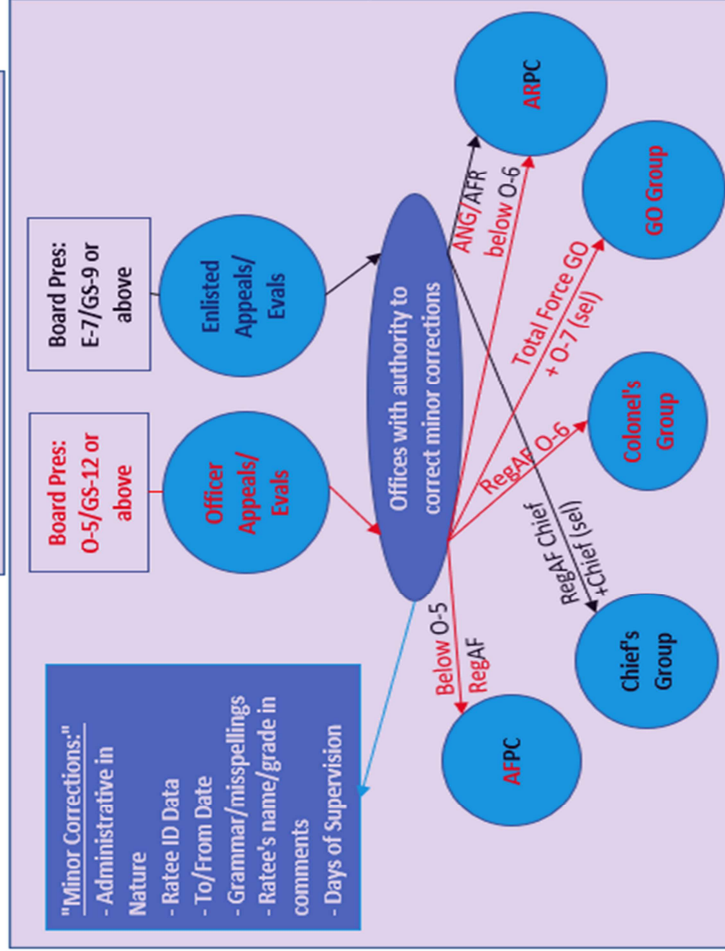 Board Pres:
O-5/GS-12 or
above
Board Pres:
E-7/GS-9 or
above
"Minor Corrections:"
- Administrative in
Nature
- Ratee ID Data
- To/From Date
- Grammar/misspellings
- Ratee's name/grade in
comments
- Days of Supervision
Officer
Appeals/
Evals
Enlisted
Appeals/
Evals
Offices with authority to
correct minor corrections
Below O-5
RegAF
RegAF Chief
+Chief (sel)
RegAF O-6
Total Force GO
+ O-7 (sel)
ANG/AFR
below O-6
AFPC
Chief's
Group
Colonel's
Group
GO Group
ARPC